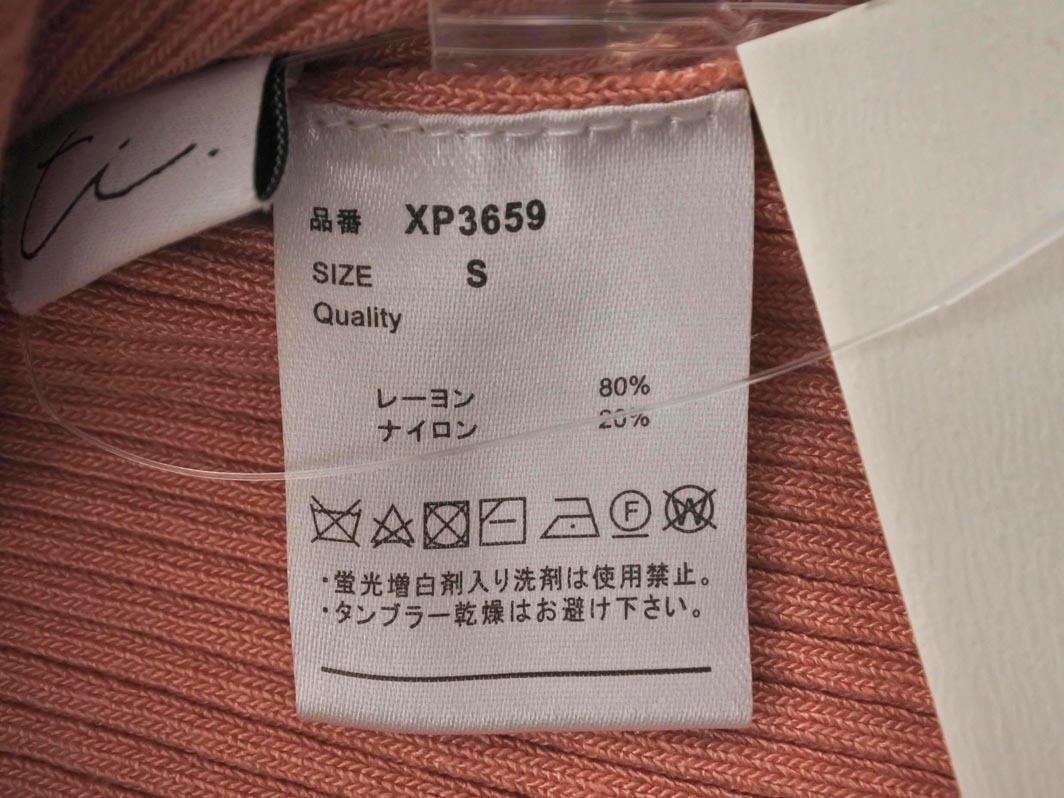 ti.
品番 XP3659
SIZE S
Quality
レーヨン 80%
ナイロン 20%
F
W
・蛍光増白剤入り洗剤は使用禁止。
・タンブラー乾燥はお避け下さい。